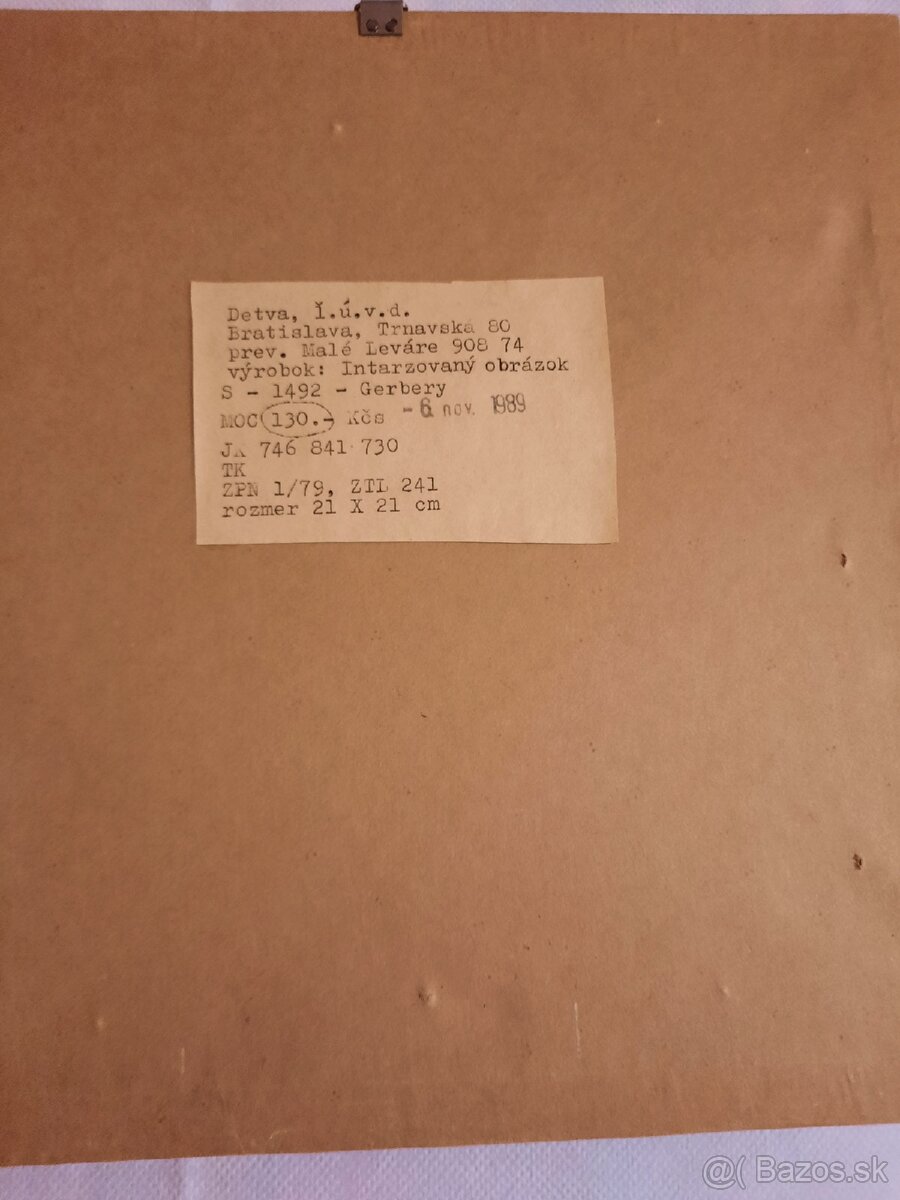 Detva, ľ.ú.v.d.
Bratislava, Trnavská 80
prev. Malé Leváre 908 74
výrobok: Intarzovaný obrázok
S - 1492 - Gerbery
MOC 130.- Kčs - 6. nov. 1989
JK 746 841 730
TK
ZPN 1/79, ZTL 241
rozmer 21 X 21 cm
@( Bazos.sk